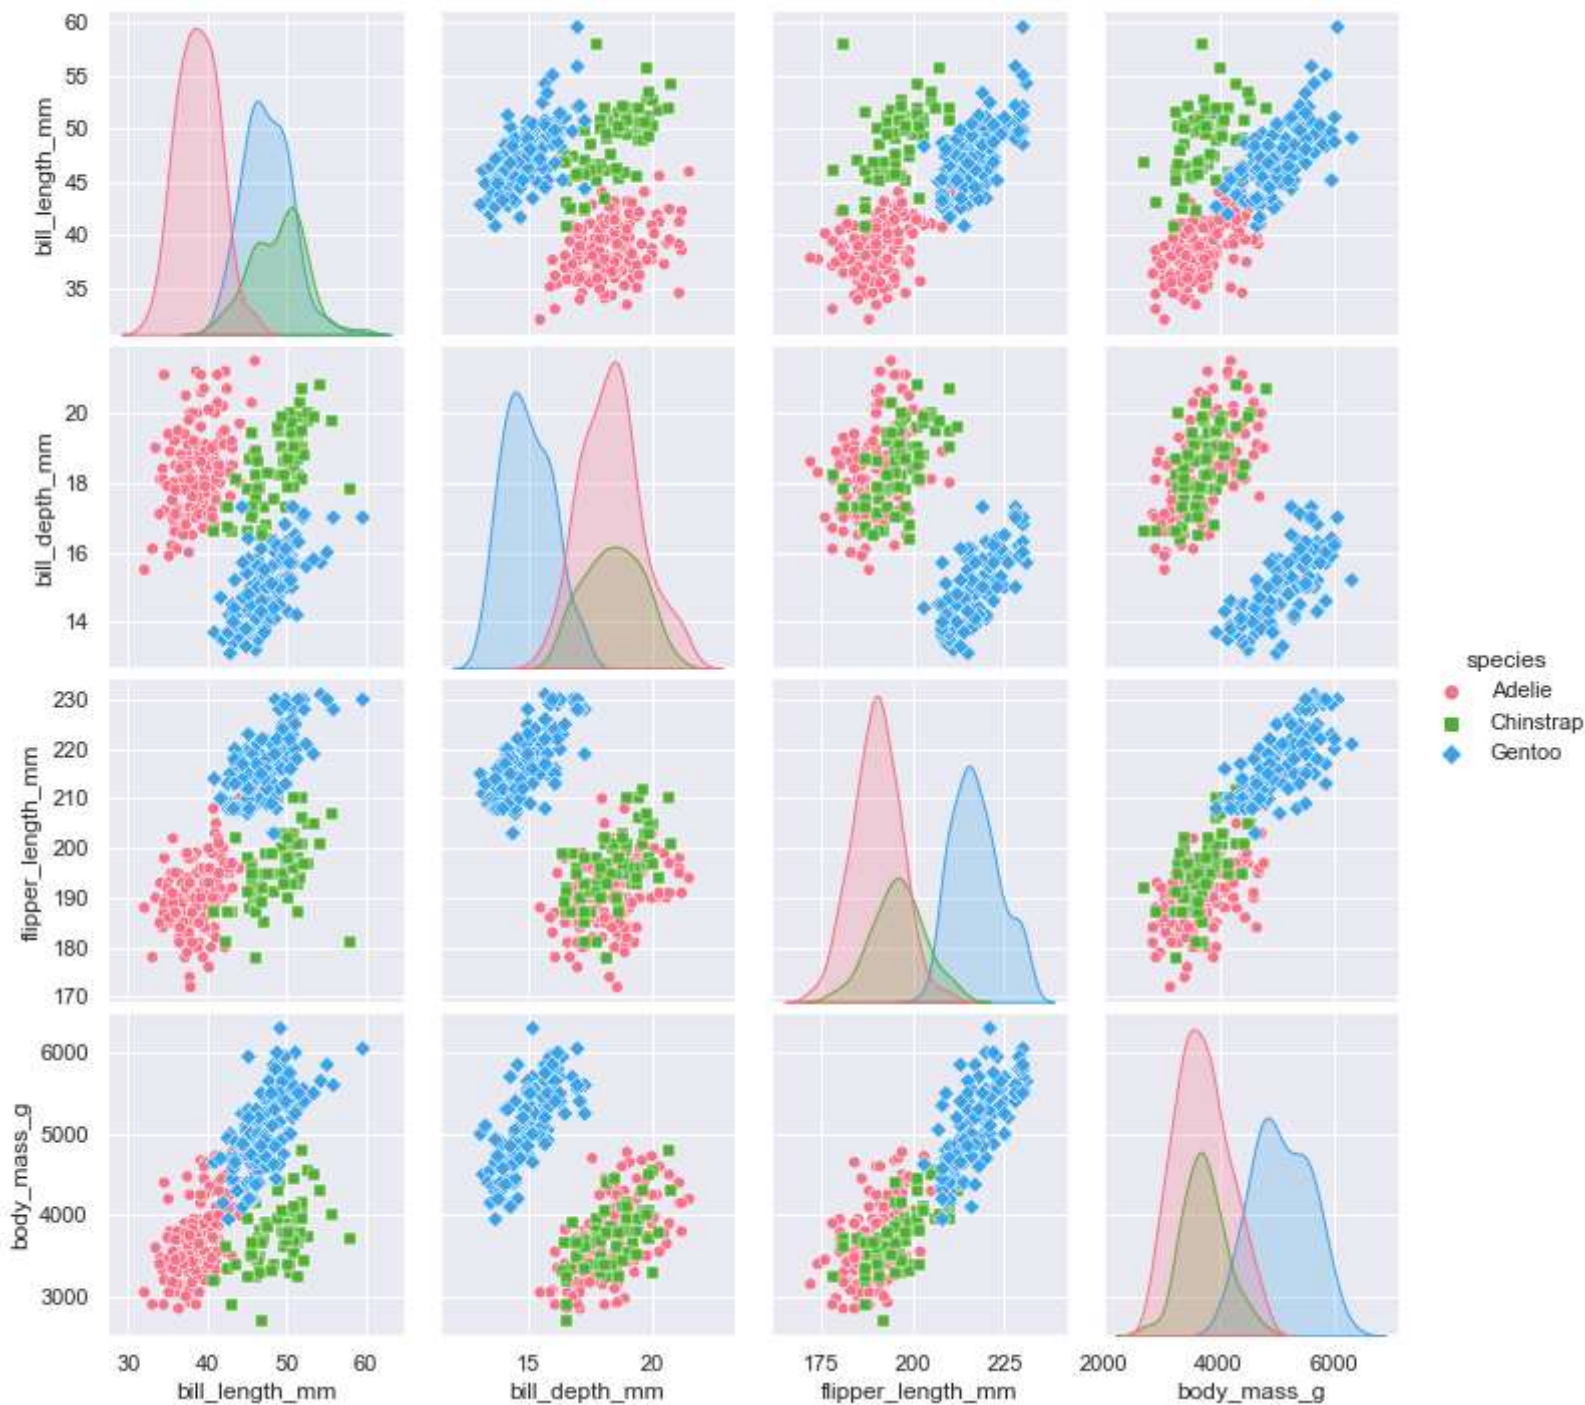 60
55
50
45
40
35
bill_length_mm
20
18
16
14
bill_depth_mm
230
220
210
200
190
180
170
flipper_length_mm
6000
5000
4000
3000
body_mass_g
30 40 50 60
bill_length_mm
15 20
bill_depth_mm
175 200 225
flipper_length_mm
2000 4000 6000
body_mass_g
species
Adelie
Chinstrap
Gentoo